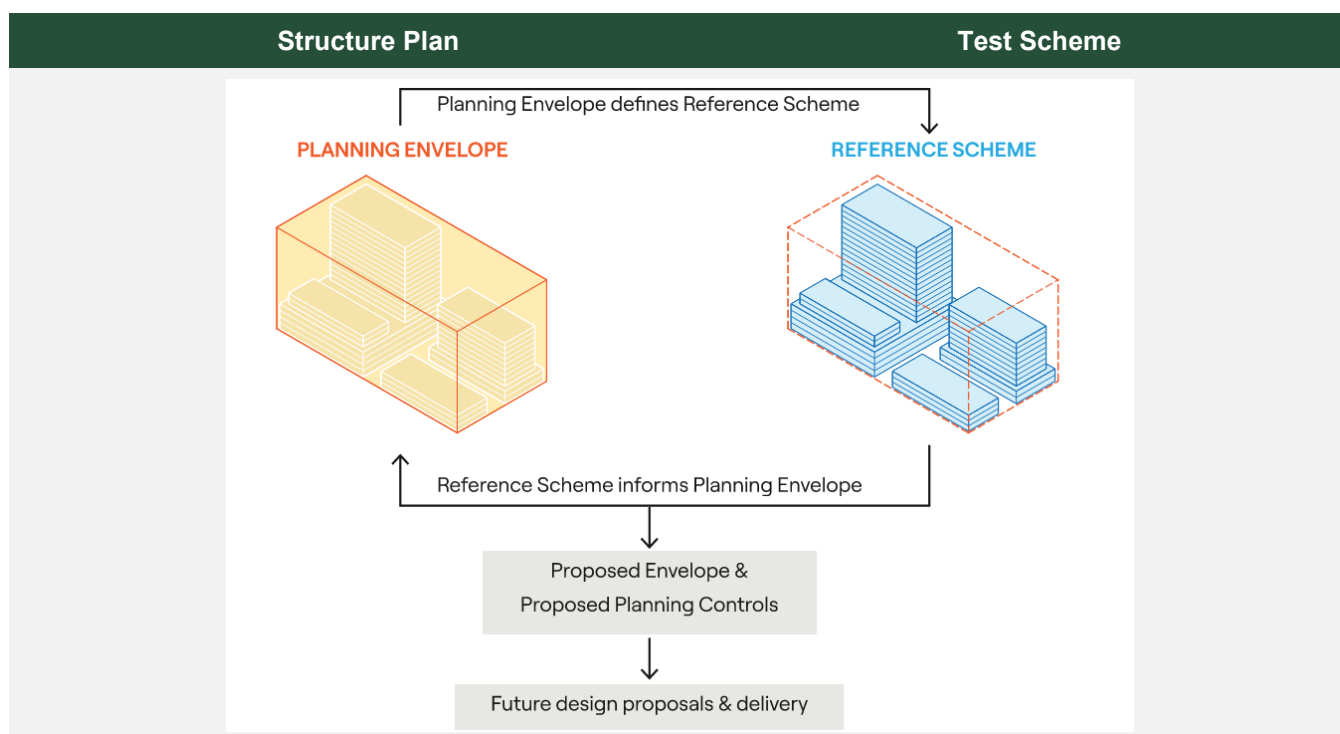 Structure Plan
Test Scheme
Planning Envelope defines Reference Scheme
PLANNING ENVELOPE
REFERENCE SCHEME
Reference Scheme informs Planning Envelope
Proposed Envelope &
Proposed Planning Controls
Future design proposals & delivery